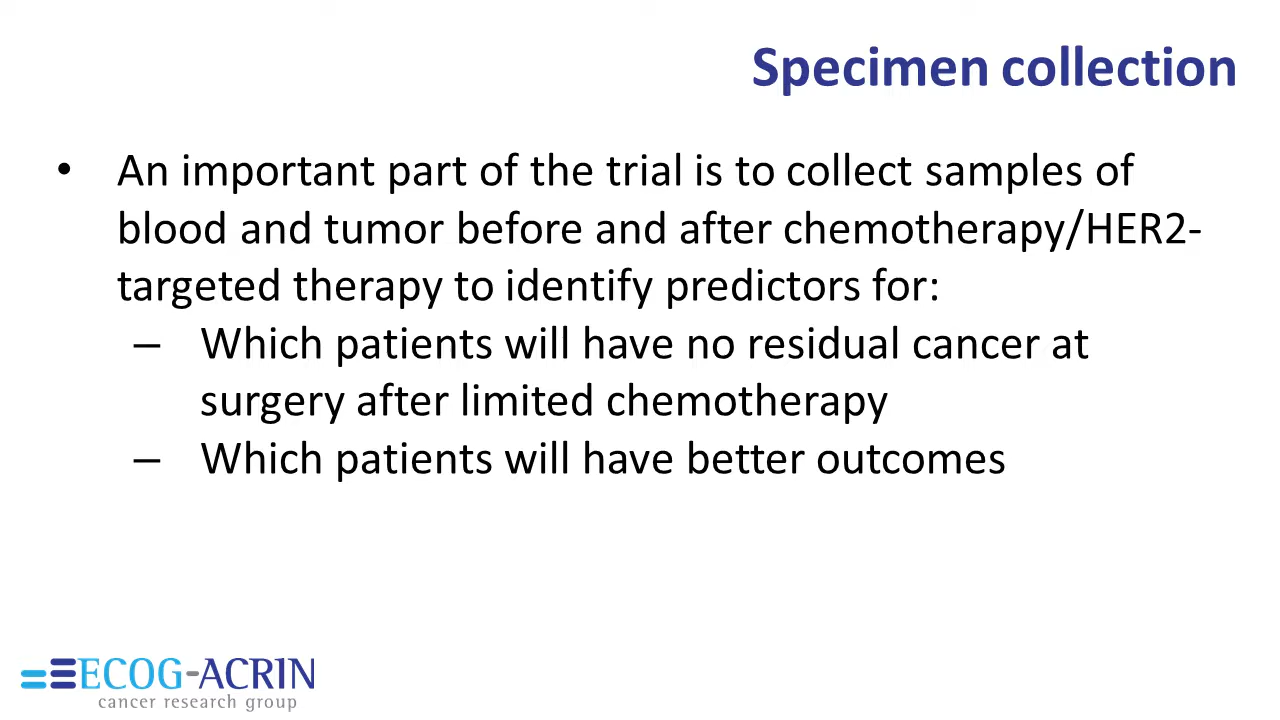 Specimen collection
• An important part of the trial is to collect samples of
blood and tumor before and after chemotherapy/HER2-
targeted therapy to identify predictors for:
– Which patients will have no residual cancer at
surgery after limited chemotherapy
– Which patients will have better outcomes
ECOG-ACRIN
cancer research group